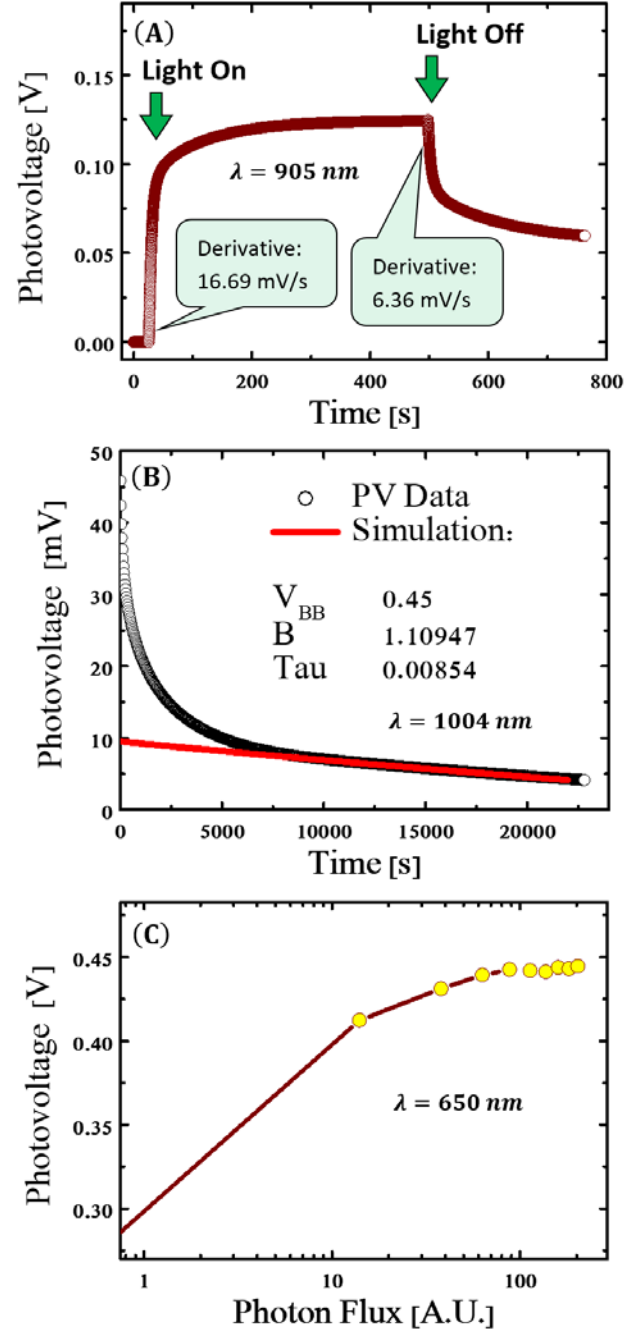 (A)
Light On
Light Off
Photovoltage [V]
0.15
0.10
0.05
0.00
λ = 905 nm
Derivative:
16.69 mV/s
Derivative:
6.36 mV/s
0
200
400
600
800
Time [s]
(B)
Photovoltage [mV]
50
40
30
20
10
0
PV Data
Simulation:
V_BB 0.45
B 1.10947
Tau 0.00854
λ = 1004 nm
0
5000
10000
15000
20000
Time [s]
(C)
Photovoltage [V]
0.45
0.40
0.35
0.30
λ = 650 nm
1
10
100
Photon Flux [A.U.]